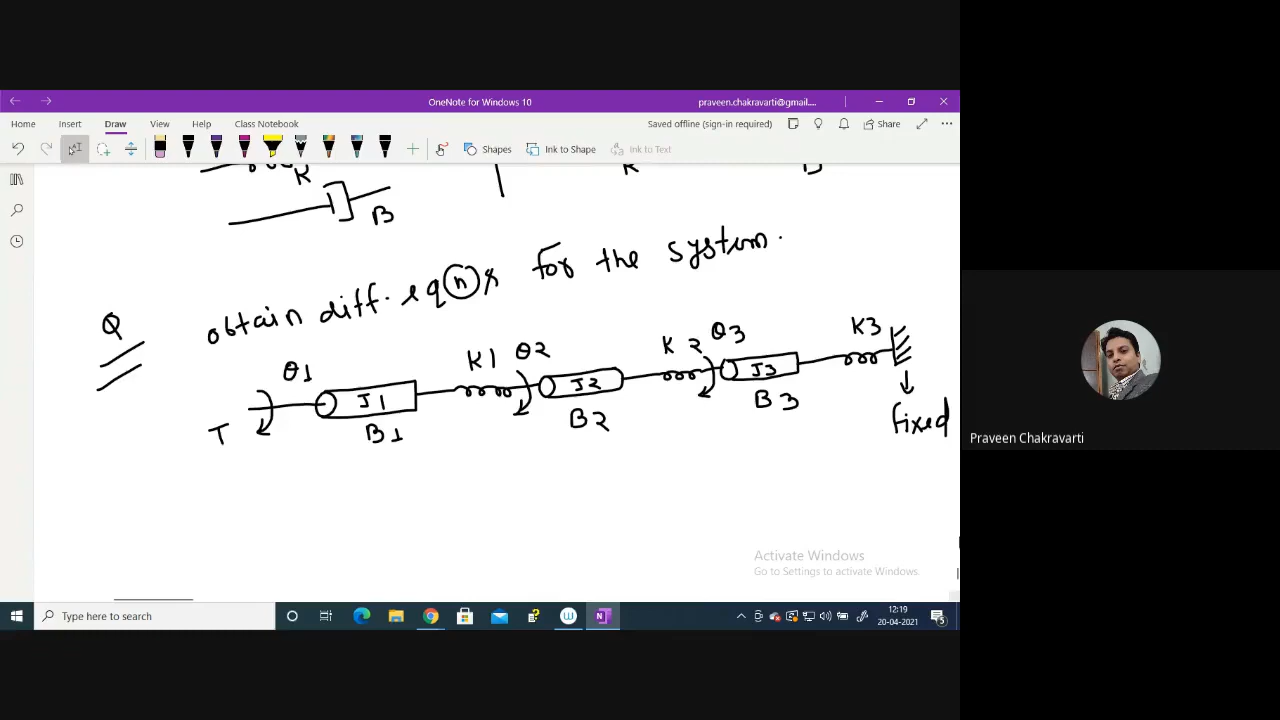 OneNote for Windows 10
praveen.chakravarti@gmail....
Home Insert Draw View Help Class Notebook
Saved offline (sign-in required) Share
Shapes Ink to Shape Ink to Text
K
K
B
B
Q obtain diff. eqns for the system.
T θ1 J1 B1 K1 θ2 J2 B2 K2 θ3 J3 B3 K3
fixed
Praveen Chakravarti
Activate Windows
Go to Settings to activate Windows.
Type here to search
12:19
20-04-2021
5